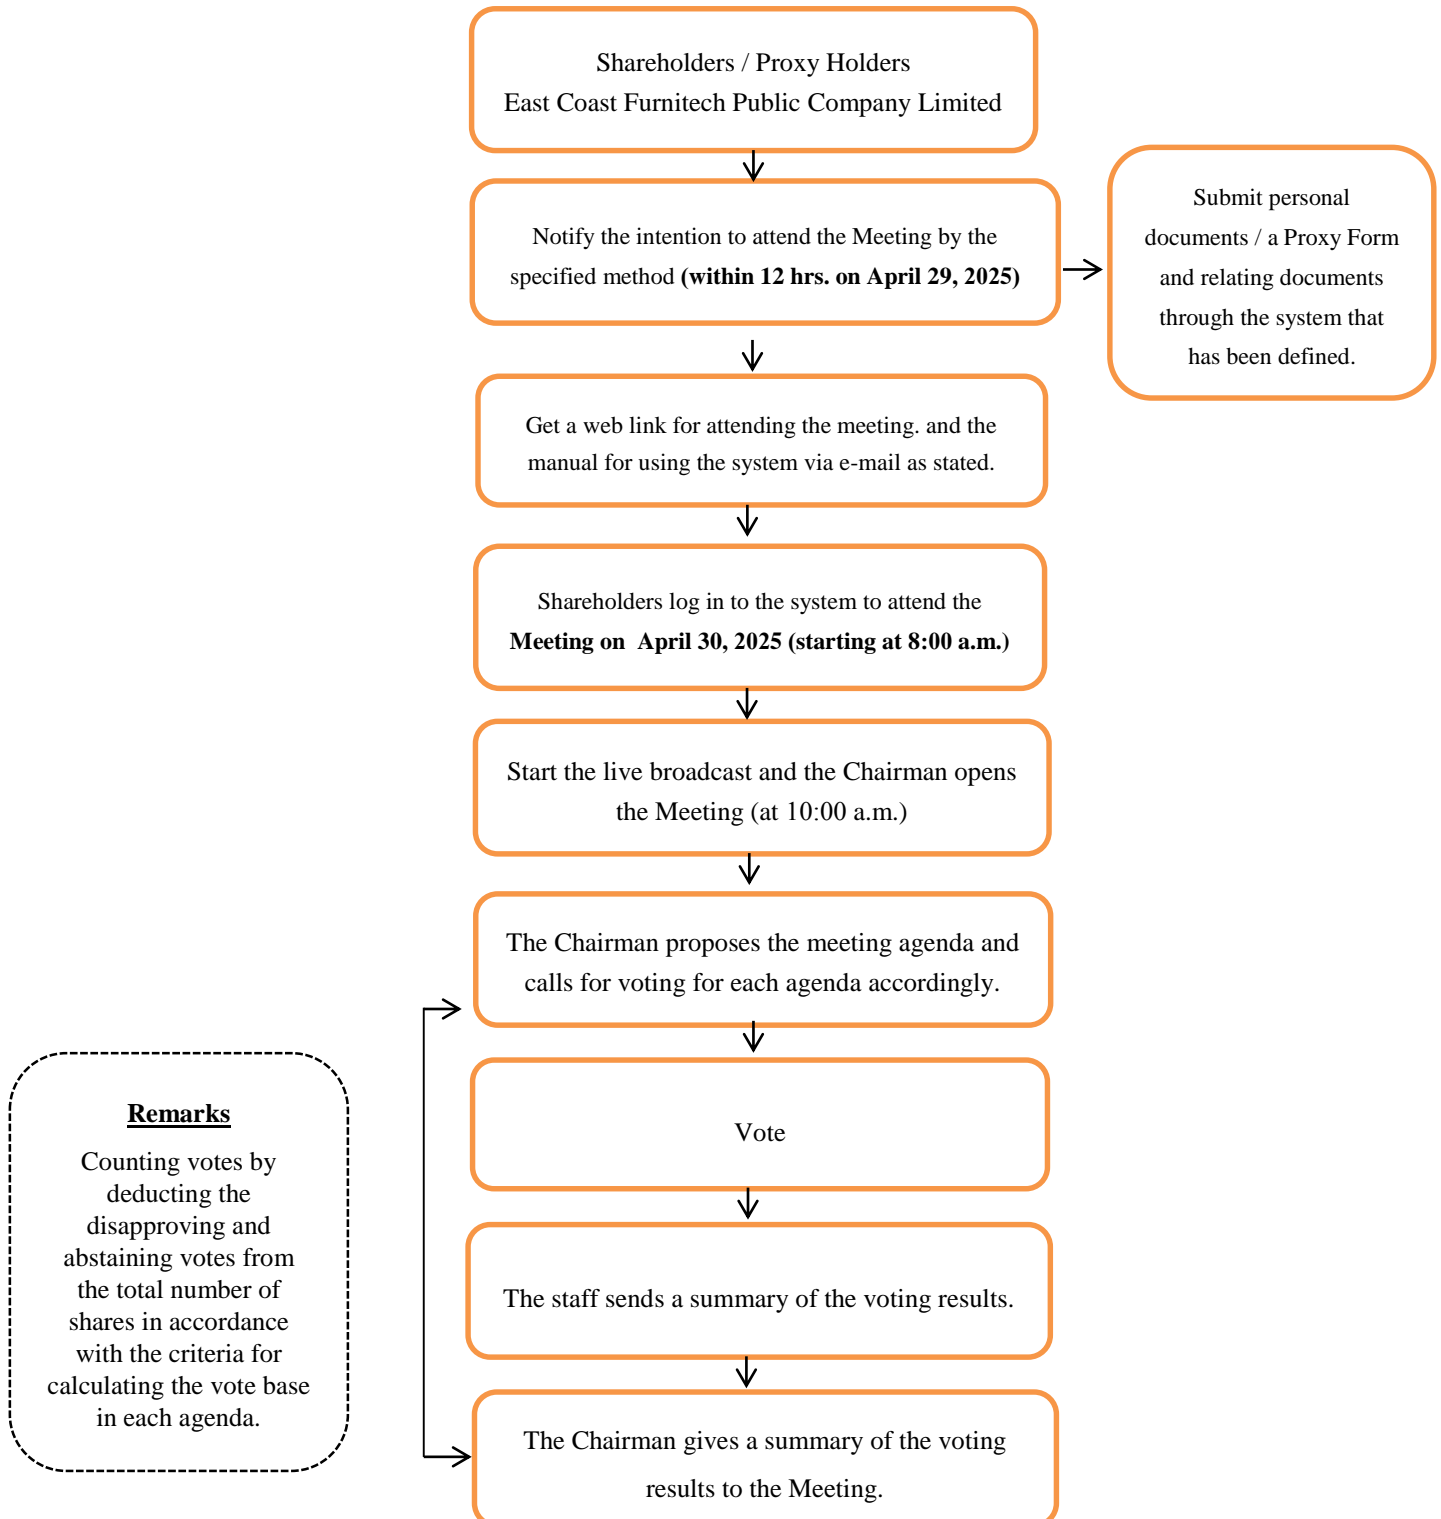 Shareholders / Proxy Holders
East Coast Furnitech Public Company Limited
Notify the intention to attend the Meeting by the
specified method (within 12 hrs. on April 29, 2025)
Submit personal
documents / a Proxy Form
and relating documents
through the system that
has been defined.
Get a web link for attending the meeting. and the
manual for using the system via e-mail as stated.
Shareholders log in to the system to attend the
Meeting on April 30, 2025 (starting at 8:00 a.m.)
Start the live broadcast and the Chairman opens
the Meeting (at 10:00 a.m.)
The Chairman proposes the meeting agenda and
calls for voting for each agenda accordingly.
Vote
Remarks
Counting votes by
deducting the
disapproving and
abstaining votes from
the total number of
shares in accordance
with the criteria for
calculating the vote base
in each agenda.
The staff sends a summary of the voting results.
The Chairman gives a summary of the voting
results to the Meeting.